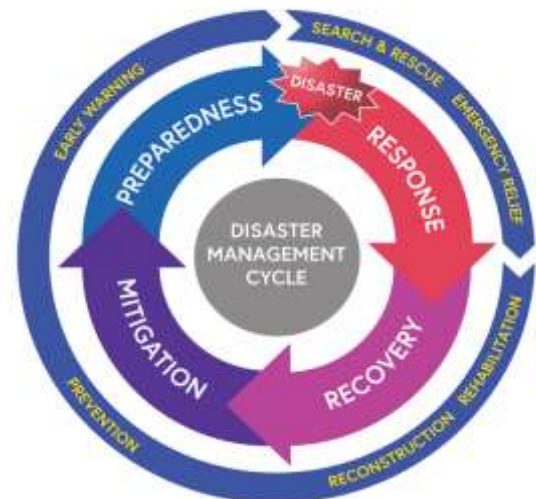 EARLY WARNING
SEARCH & RESCUE
EMERGENCY RELIEF
PREPAREDNESS
DISASTER
RESPONSE
DISASTER
MANAGEMENT
CYCLE
MITIGATION
RECOVERY
PREVENTION
RECONSTRUCTION
REHABILITATION